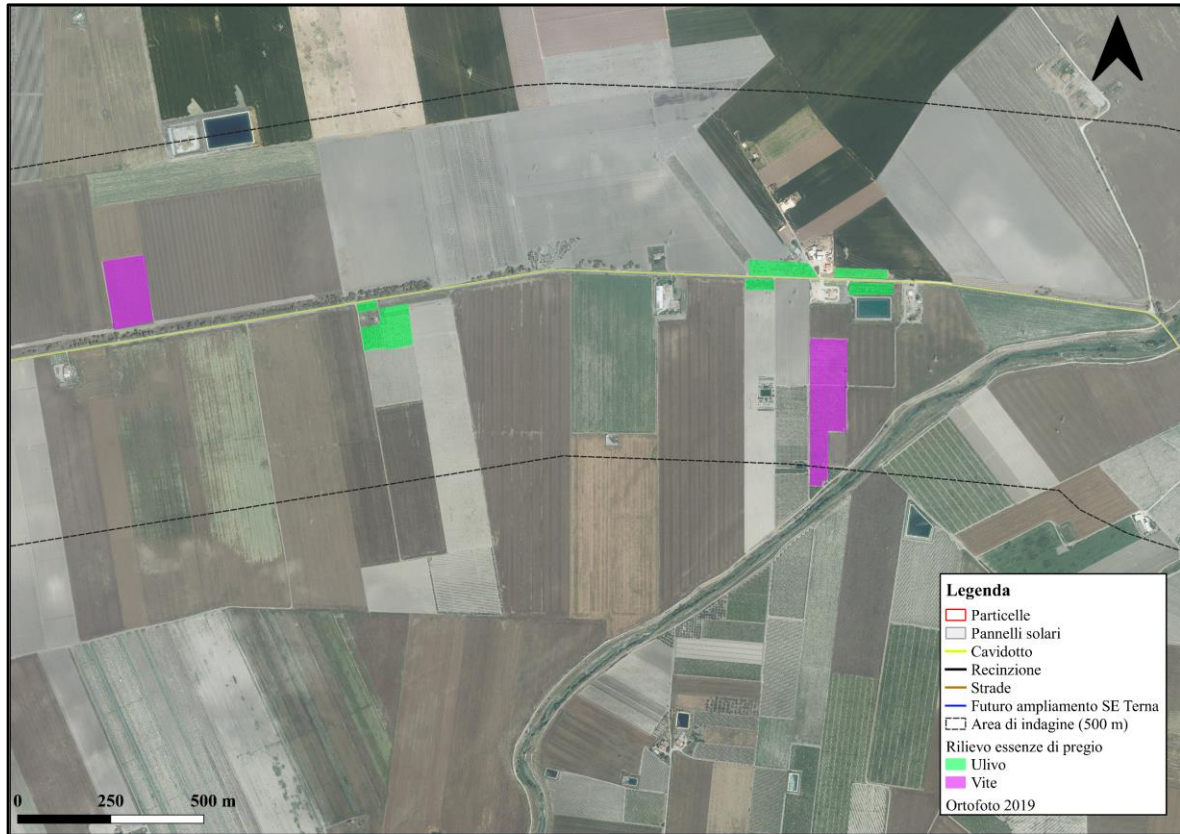 Legenda
Particelle
Pannelli solari
Cavidotto
Recinzione
Strade
Futuro ampliamento SE Terna
Area di indagine (500 m)
Rilievo essenze di pregio
Ulivo
Vite
Ortofoto 2019
0 250 500 m